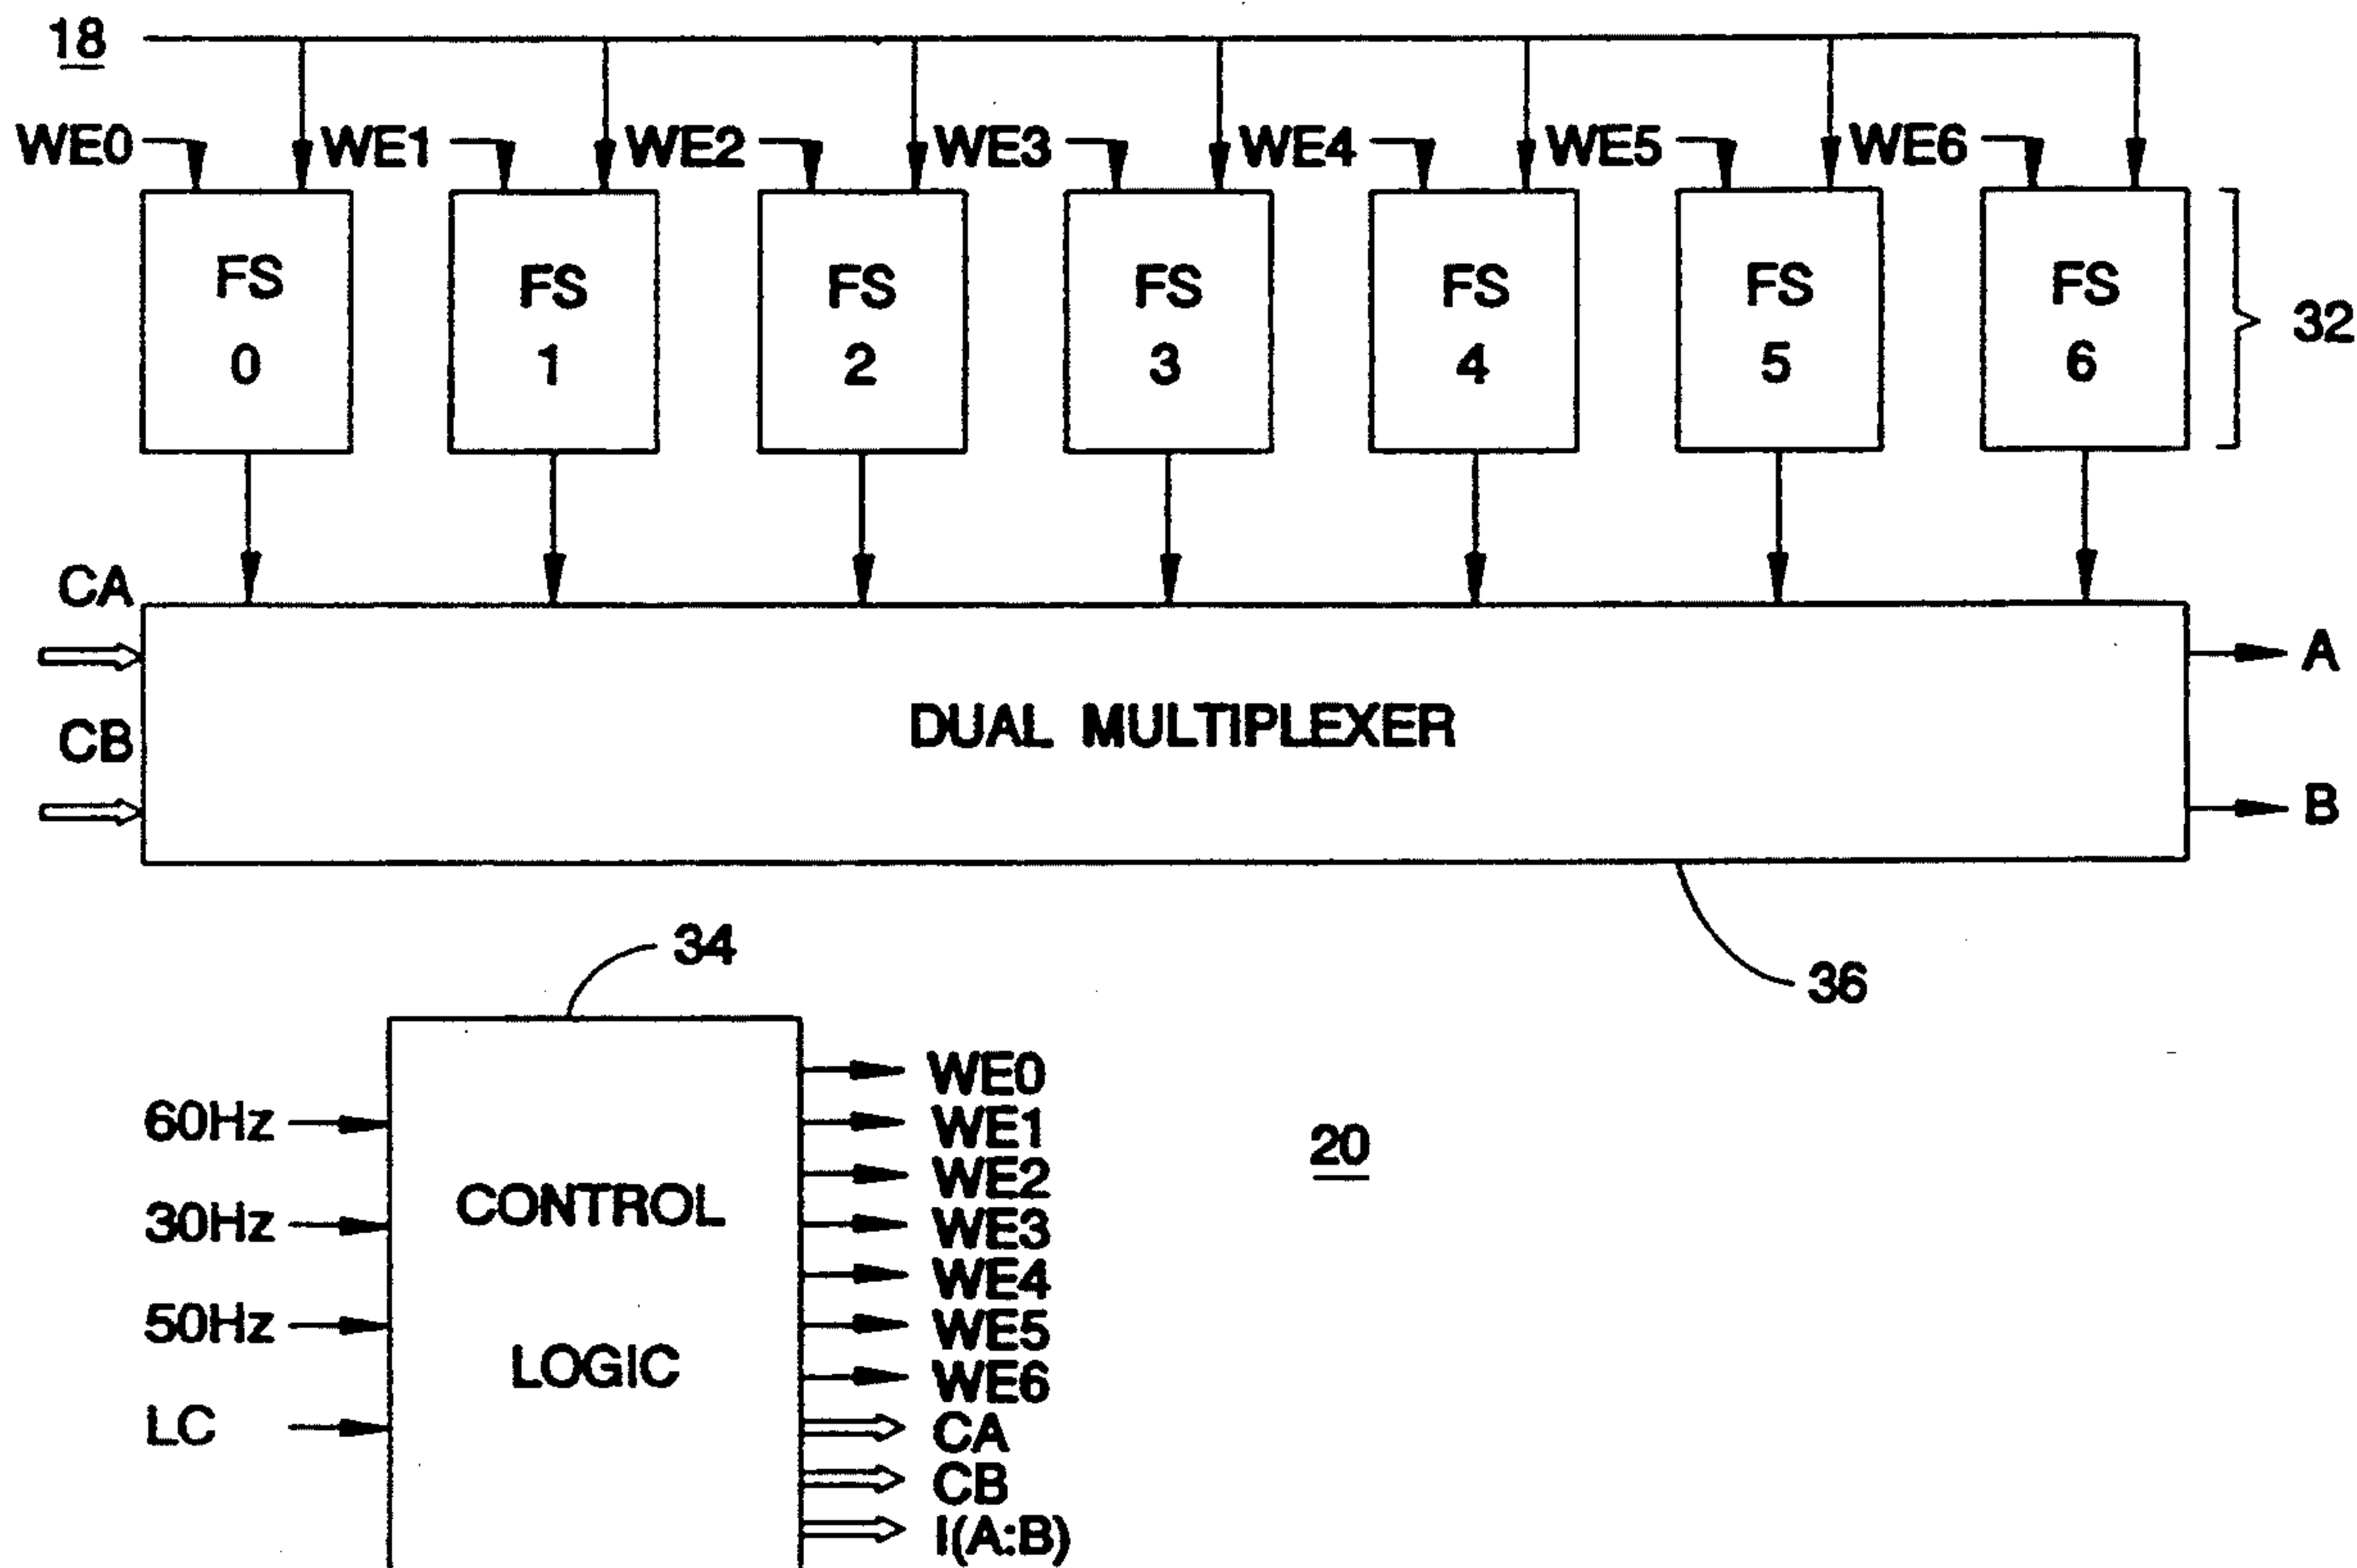 18
WE0 WE1 WE2 WE3 WE4 WE5 WE6
FS 0
FS 1
FS 2
FS 3
FS 4
FS 5
FS 6
32
CA
CB
DUAL MULTIPLEXER
A
B
36
34
60Hz
30Hz
50Hz
LC
CONTROL
LOGIC
WE0
WE1
WE2
WE3
WE4
WE5
WE6
CA
CB
I(A:B)
20